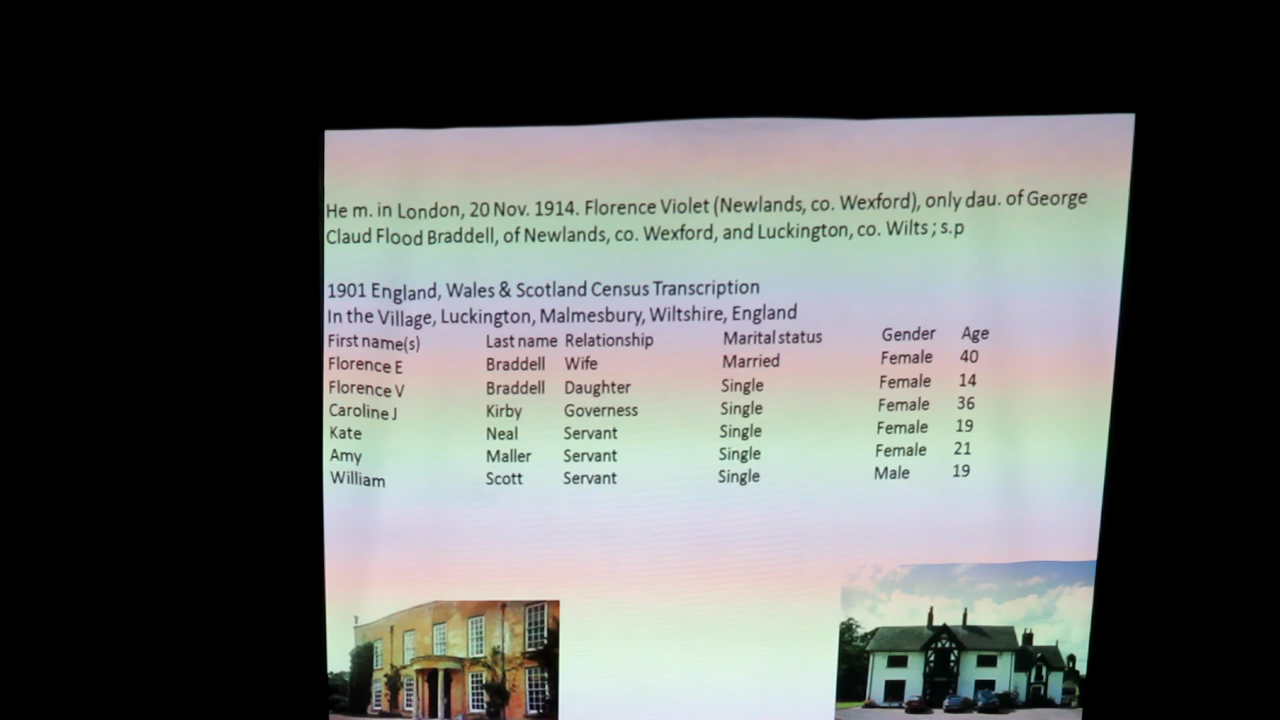 He m. in London, 20 Nov. 1914. Florence Violet (Newlands, co. Wexford), only dau. of George
Claud Flood Braddell, of Newlands, co. Wexford, and Luckington, co. Wilts ; s.p
1901 England, Wales & Scotland Census Transcription
In the Village, Luckington, Malmesbury, Wiltshire, England
First name(s) Last name Relationship Marital status Gender Age
Florence E Braddell Wife Married Female 40
Florence V Braddell Daughter Single Female 14
Caroline J Kirby Governess Single Female 36
Kate Neal Servant Single Female 19
Amy Maller Servant Single Female 21
William Scott Servant Single Male 19